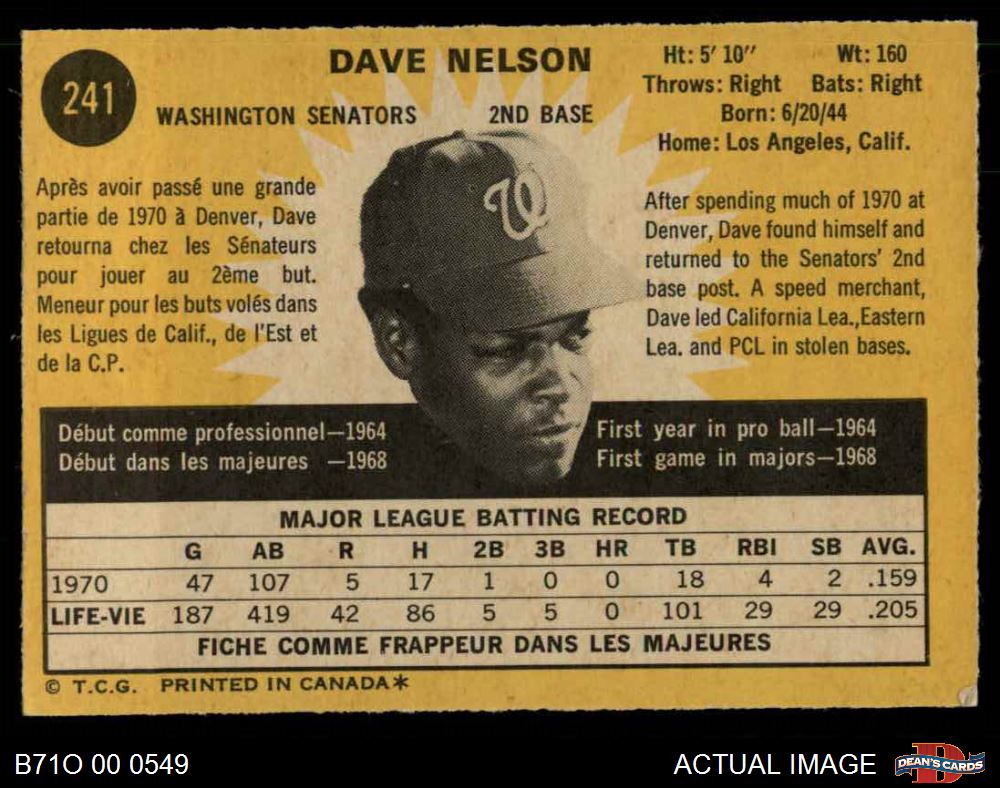 241
DAVE NELSON
WASHINGTON SENATORS 2ND BASE
Ht: 5' 10" Wt: 160
Throws: Right Bats: Right
Born: 6/20/44
Home: Los Angeles, Calif.
Après avoir passé une grande
partie de 1970 à Denver, Dave
retourna chez les Sénateurs
pour jouer au 2ème but.
Meneur pour les buts volés dans
les Ligues de Calif., de l'Est et
de la C.P.
W
After spending much of 1970 at
Denver, Dave found himself and
returned to the Senators' 2nd
base post. A speed merchant,
Dave led California Lea.,Eastern
Lea. and PCL in stolen bases.
Début comme professionnel—1964
Début dans les majeures —1968
First year in pro ball—1964
First game in majors—1968
MAJOR LEAGUE BATTING RECORD
G AB R H 2B 3B HR TB RBI SB AVG.
1970 47 107 5 17 1 0 0 18 4 2 .159
LIFE-VIE 187 419 42 86 5 5 0 101 29 29 .205
FICHE COMME FRAPPEUR DANS LES MAJEURES
© T.C.G. PRINTED IN CANADA*
B71O 00 0549
ACTUAL IMAGE
D
DEAN'S CARDS